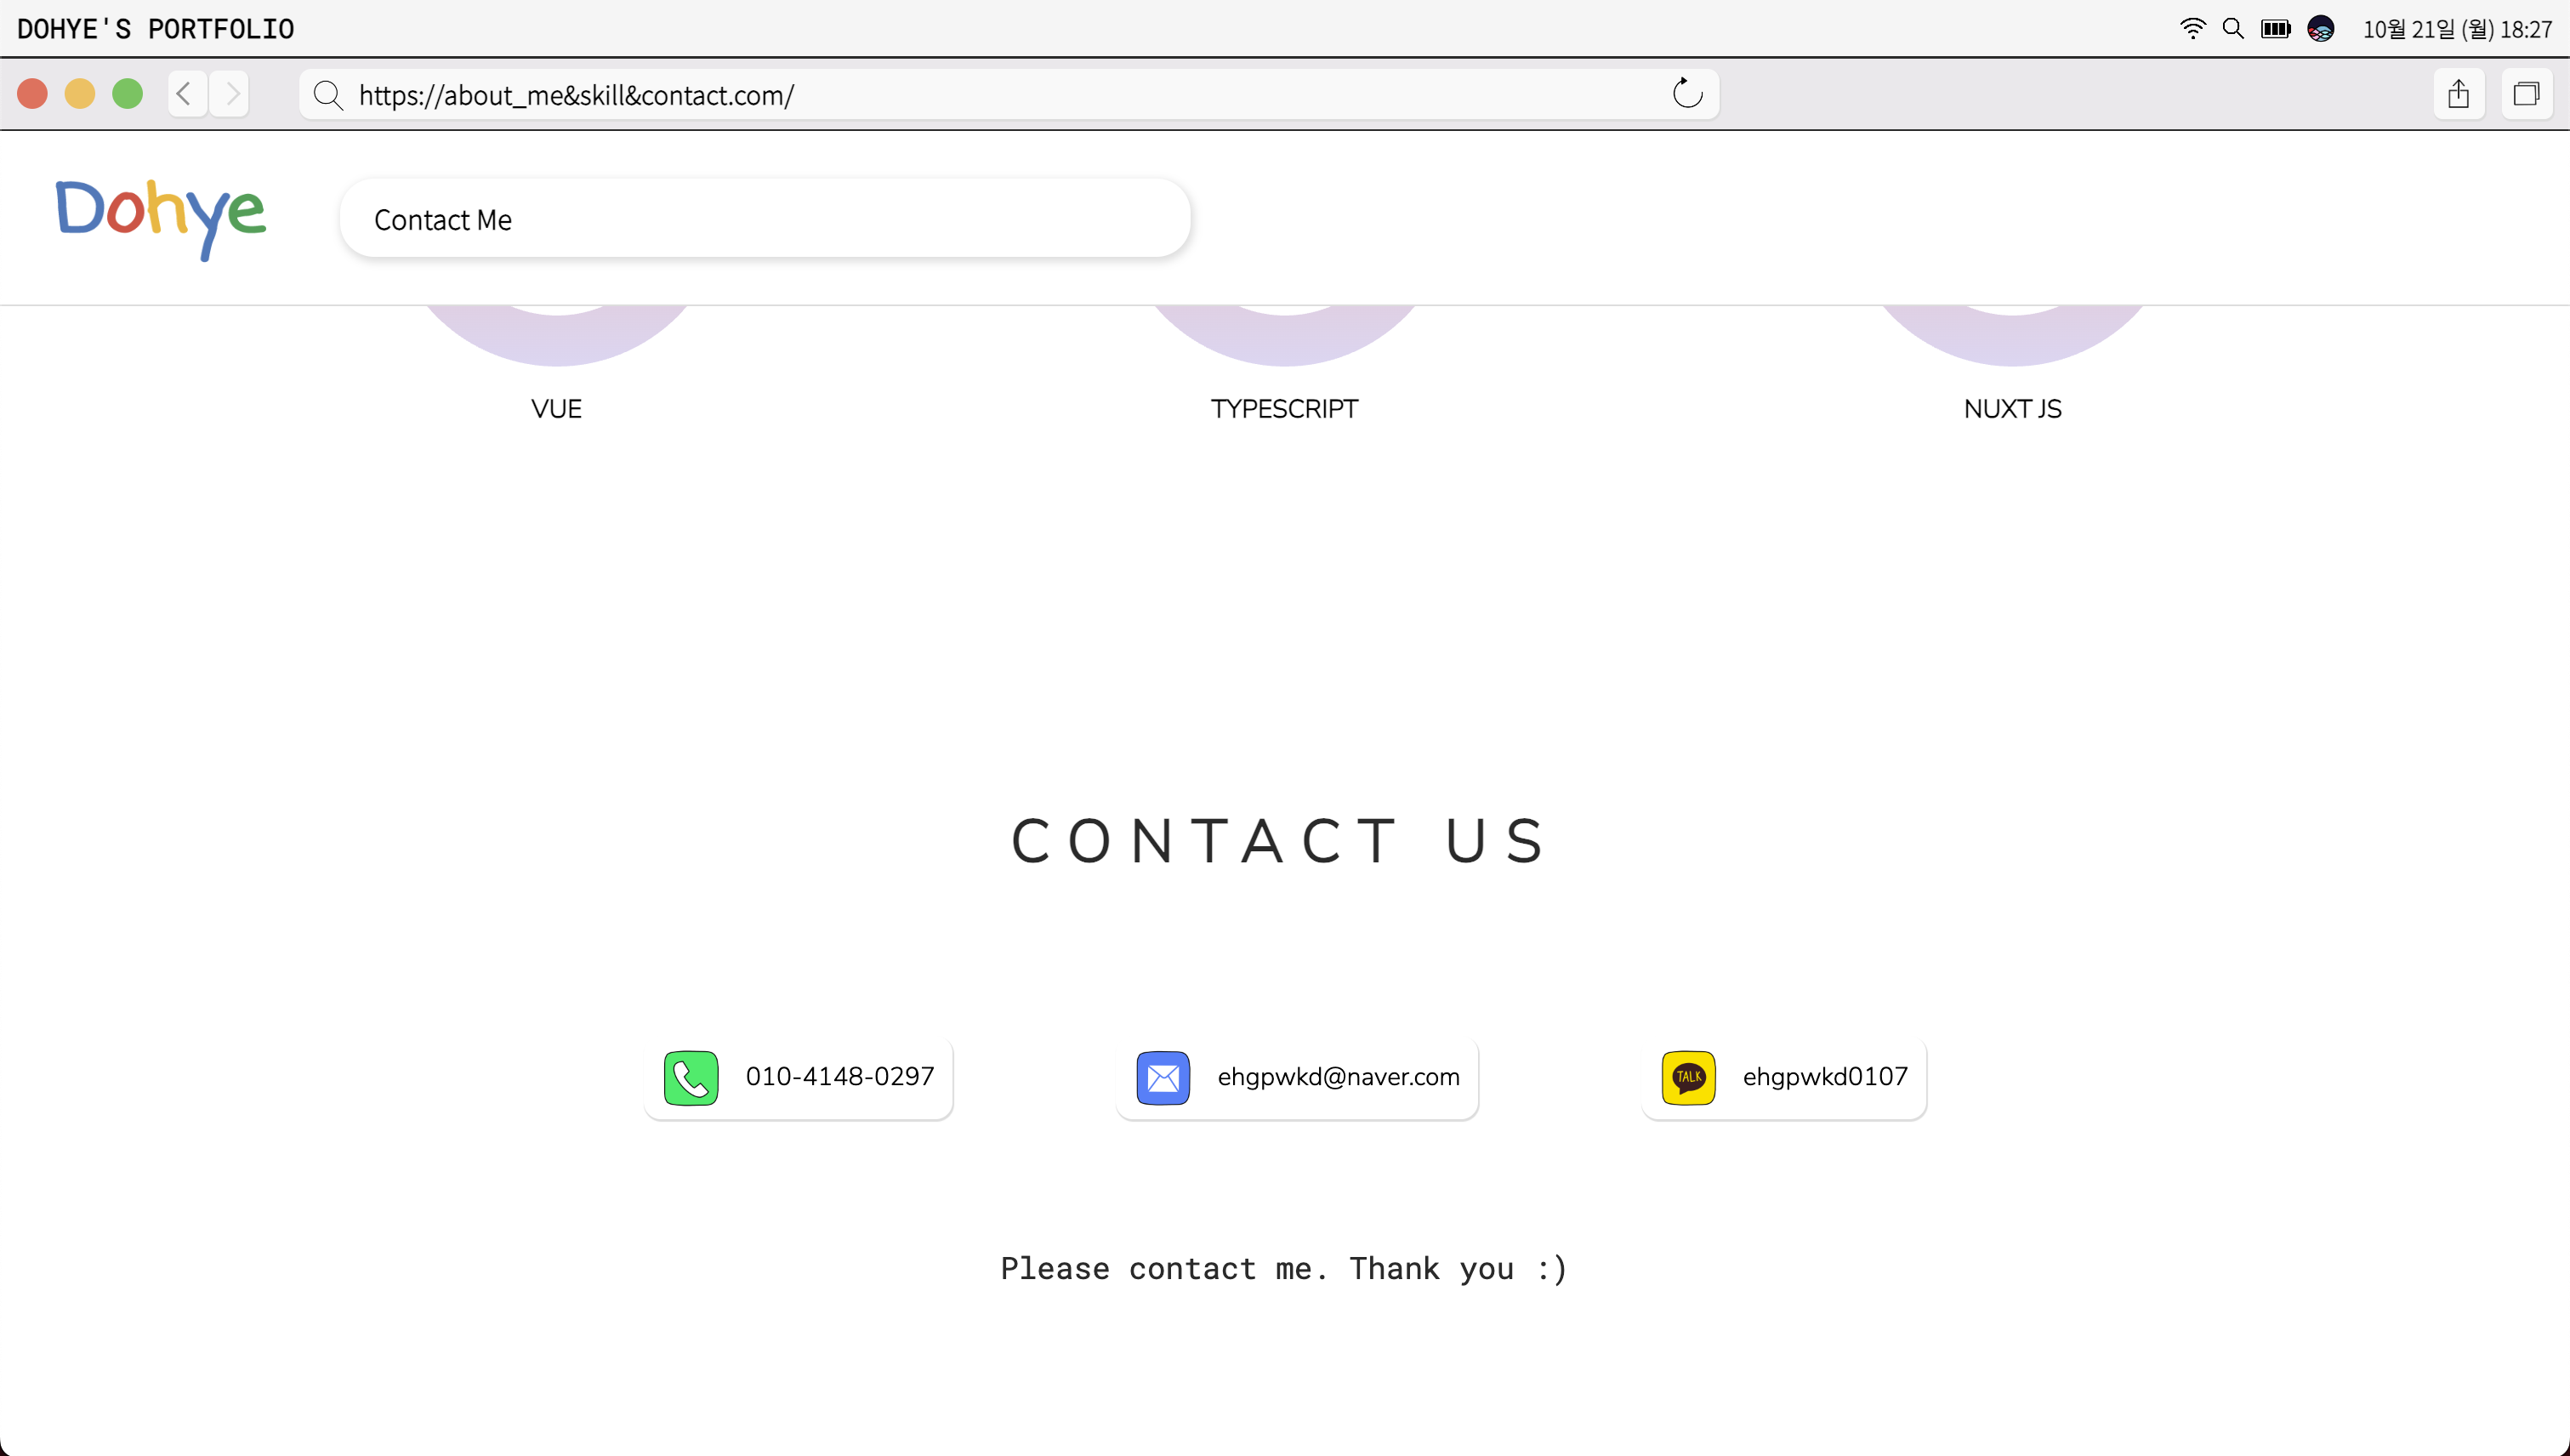 DOHYE'S PORTFOLIO
10월 21일 (월) 18:27
https://about_me&skill&contact.com/
Dohye
Contact Me
VUE
TYPESCRIPT
NUXT JS
CONTACT US
010-4148-0297
ehgpwkd@naver.com
TALK
ehgpwkd0107
Please contact me. Thank you :)